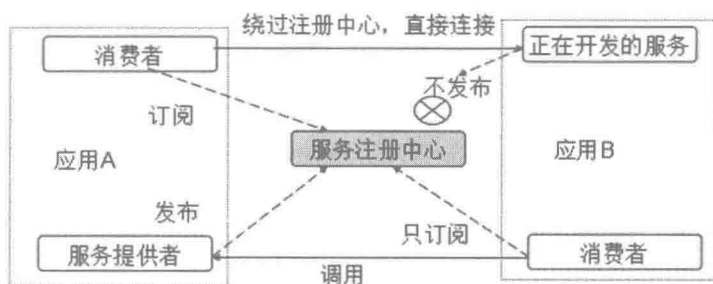 绕过注册中心，直接连接
消费者
正在开发的服务
不发布
订阅
服务注册中心
应用A
应用B
发布
只订阅
服务提供者
消费者
调用